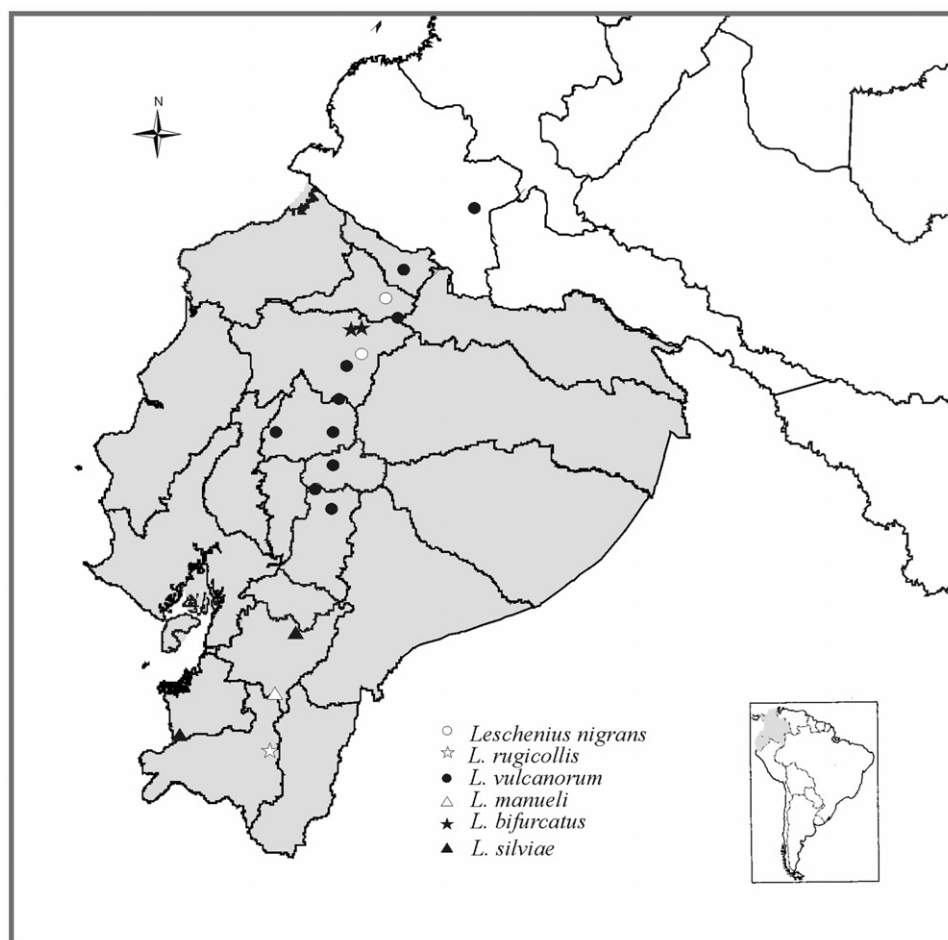 N
Leschenius nigrans
L. rugicollis
L. vulcanorum
L. manueli
L. bifurcatus
L. silviae